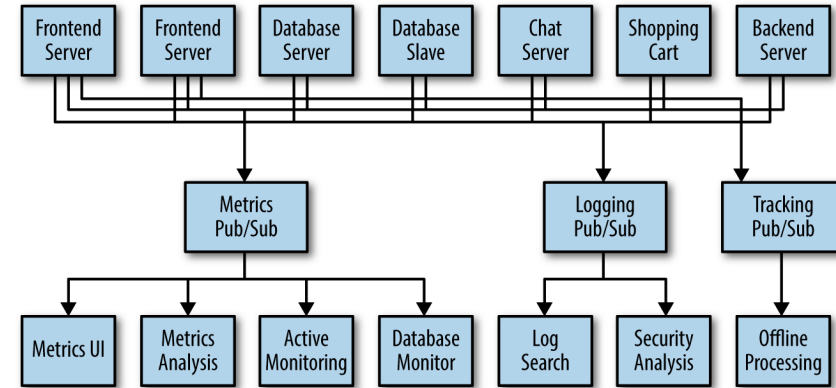 Frontend
Server
Frontend
Server
Database
Server
Database
Slave
Chat
Server
Shopping
Cart
Backend
Server
Metrics
Pub/Sub
Logging
Pub/Sub
Tracking
Pub/Sub
Metrics UI
Metrics
Analysis
Active
Monitoring
Database
Monitor
Log
Search
Security
Analysis
Offline
Processing